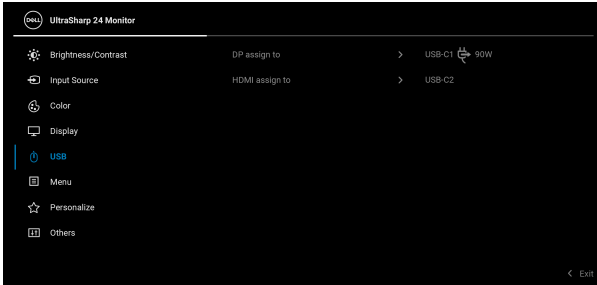 DELL UltraSharp 24 Monitor
Brightness/Contrast DP assign to > USB-C1 90W
Input Source HDMI assign to > USB-C2
Color
Display
USB
Menu
Personalize
Others
< Exit